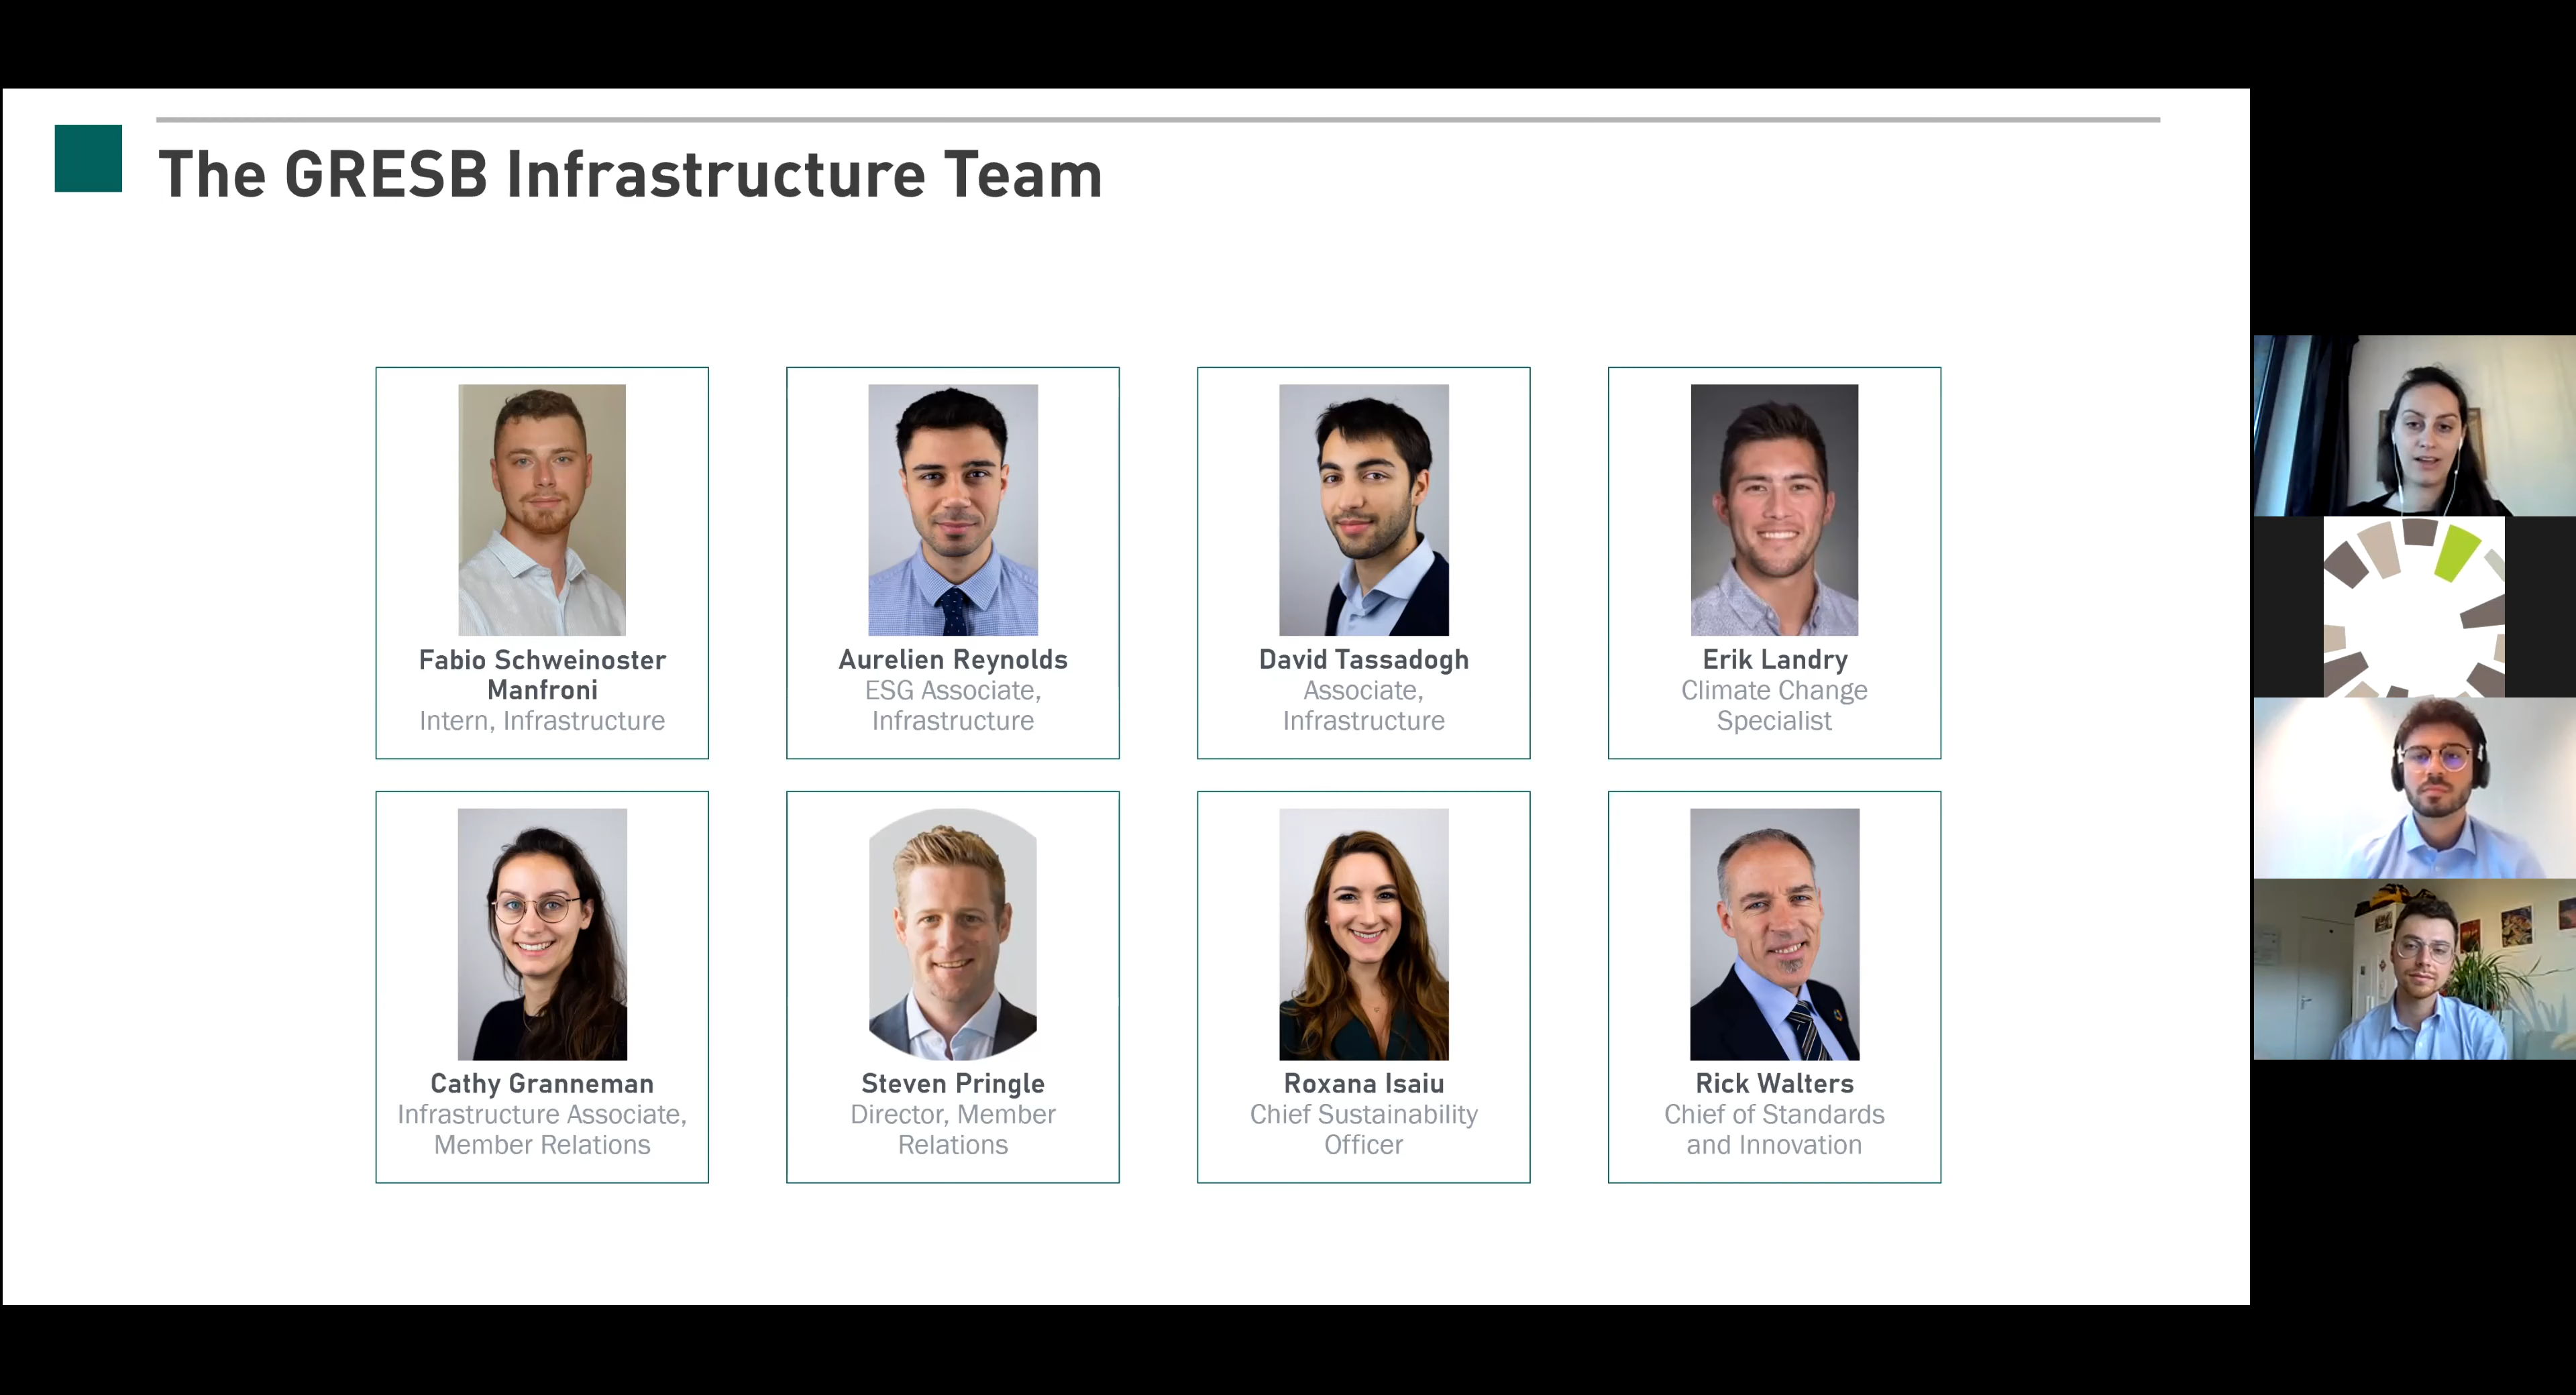 The GRESB Infrastructure Team
Fabio Schweinoster
Manfroni
Intern, Infrastructure
Aurelien Reynolds
ESG Associate,
Infrastructure
David Tassadogh
Associate,
Infrastructure
Erik Landry
Climate Change
Specialist
Cathy Granneman
Infrastructure Associate,
Member Relations
Steven Pringle
Director, Member
Relations
Roxana Isaiu
Chief Sustainability
Officer
Rick Walters
Chief of Standards
and Innovation